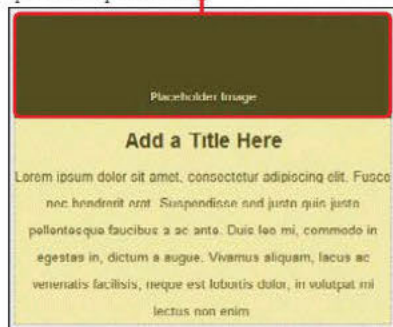 Placeholder Image
Add a Title Here
Lorem ipsum dolor sit amet, consectetur adipiscing elit. Fusce
nec hendrerit erat. Suspendisse sed justo quis justo
pellentesque faucibus a ac ante. Duis leo mi, commodo in
egestas in, dictum a augue. Vivamus aliquam, lacus ac
venenatis facilisis, neque est lobortis dolor, in volutpat mi
lectus non enim